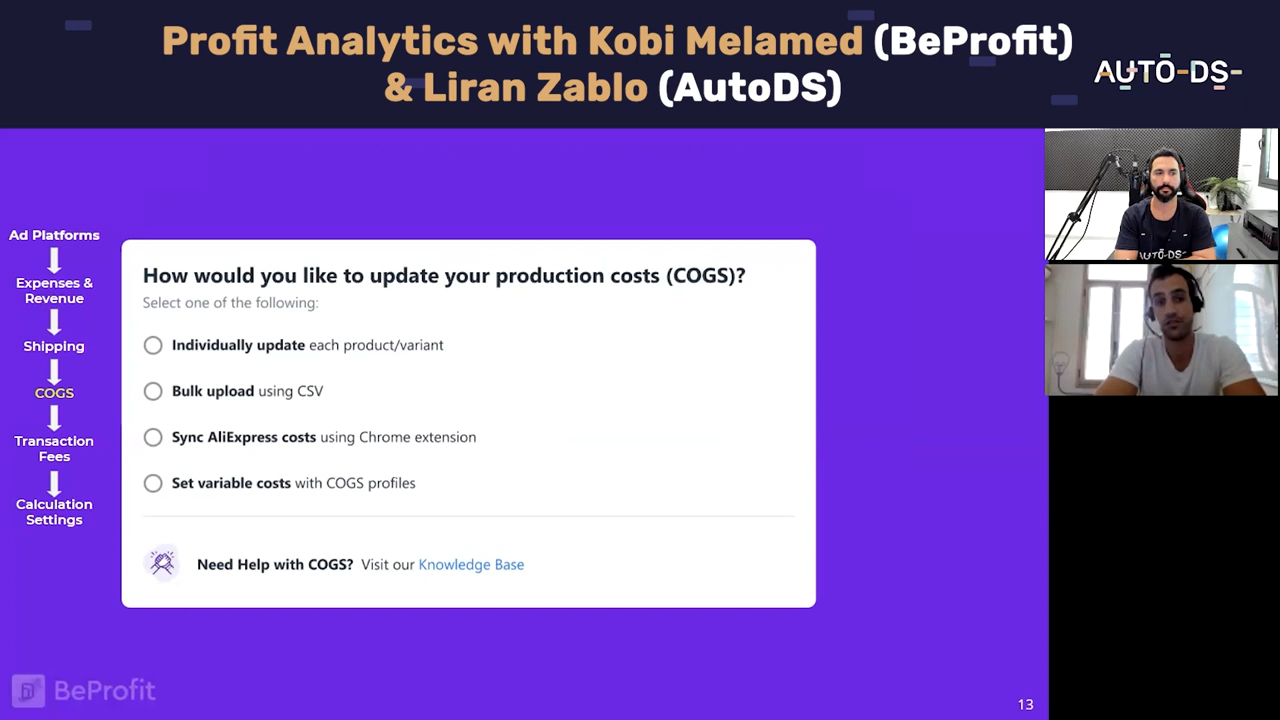 Profit Analytics with Kobi Melamed (BeProfit)
& Liran Zablo (AutoDS)
AUTO-DS-
Ad Platforms
Expenses &
Revenue
Shipping
COGS
Transaction
Fees
Calculation
Settings
How would you like to update your production costs (COGS)?
Select one of the following:
Individually update each product/variant
Bulk upload using CSV
Sync AliExpress costs using Chrome extension
Set variable costs with COGS profiles
Need Help with COGS? Visit our Knowledge Base
AUTO-DS
BeProfit
13